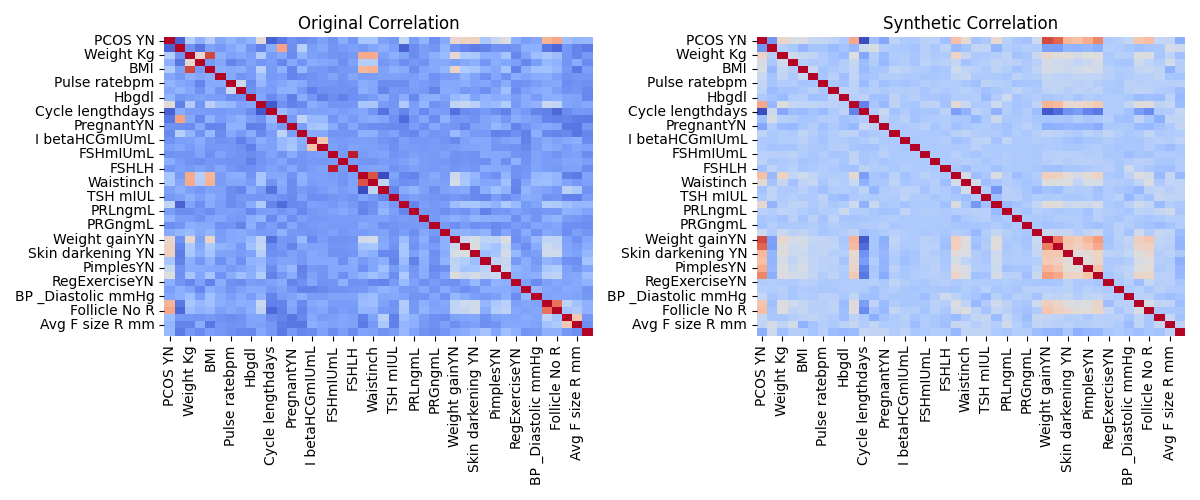 Original Correlation
PCOS YN
Weight Kg
BMI
Pulse ratebpm
Hbgdl
Cycle lengthdays
PregnantYN
I betaHCGmIUmL
FSHmIUmL
FSHLH
Waistinch
TSH mIUL
PRLngmL
PRGngmL
Weight gainYN
Skin darkening YN
PimplesYN
RegExerciseYN
BP _Diastolic mmHg
Follicle No R
Avg F size R mm
PCOS YN
Weight Kg
BMI
Pulse ratebpm
Hbgdl
Cycle lengthdays
PregnantYN
I betaHCGmIUmL
FSHmIUmL
FSHLH
Waistinch
TSH mIUL
PRLngmL
PRGngmL
Weight gainYN
Skin darkening YN
PimplesYN
RegExerciseYN
BP _Diastolic mmHg
Follicle No R
Avg F size R mm
Synthetic Correlation
PCOS YN
Weight Kg
BMI
Pulse ratebpm
Hbgdl
Cycle lengthdays
PregnantYN
I betaHCGmIUmL
FSHmIUmL
FSHLH
Waistinch
TSH mIUL
PRLngmL
PRGngmL
Weight gainYN
Skin darkening YN
PimplesYN
RegExerciseYN
BP _Diastolic mmHg
Follicle No R
Avg F size R mm
PCOS YN
Weight Kg
BMI
Pulse ratebpm
Hbgdl
Cycle lengthdays
PregnantYN
I betaHCGmIUmL
FSHmIUmL
FSHLH
Waistinch
TSH mIUL
PRLngmL
PRGngmL
Weight gainYN
Skin darkening YN
PimplesYN
RegExerciseYN
BP _Diastolic mmHg
Follicle No R
Avg F size R mm